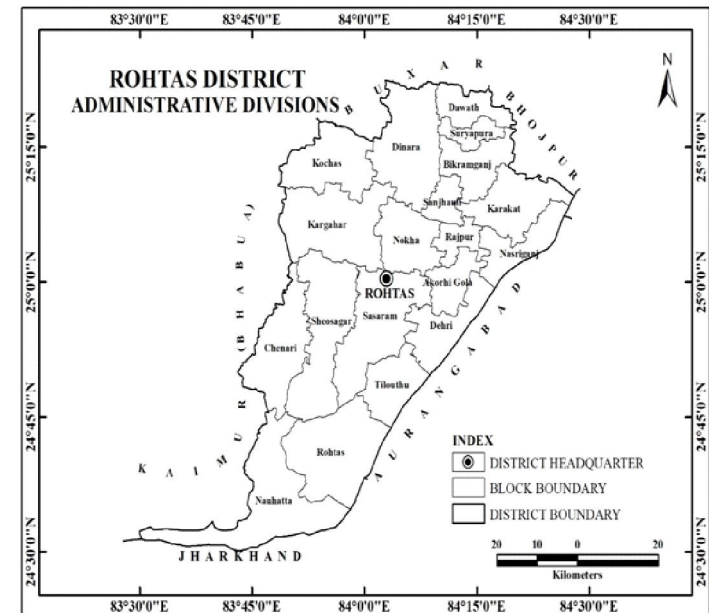 83°30'0"E 83°45'0"E 84°0'0"E 84°15'0"E 84°30'0"E
ROHTAS DISTRICT
ADMINISTRATIVE DIVISIONS
N
BUXAR
BHOJPUR
25°15'0"N 25°15'0"N
Dawath
Suryapura
Dinara
Bikramganj
Kochas
Sanjhauli
Karakat
Kargahar
Nokha
Rajpur
Nasriganj
25°0'0"N 25°0'0"N
ROHTAS
Akorhi Gola
Sheosagar
Sasaram
Dehri
Chenari
Tilouthu
KAIMUR (BHABUA)
AURANGABAD
24°45'0"N 24°45'0"N
Rohtas
Nauhatta
JHARKHAND
INDEX
DISTRICT HEADQUARTER
BLOCK BOUNDARY
DISTRICT BOUNDARY
20 10 0 20
Kilometers
24°30'0"N 24°30'0"N
83°30'0"E 83°45'0"E 84°0'0"E 84°15'0"E 84°30'0"E